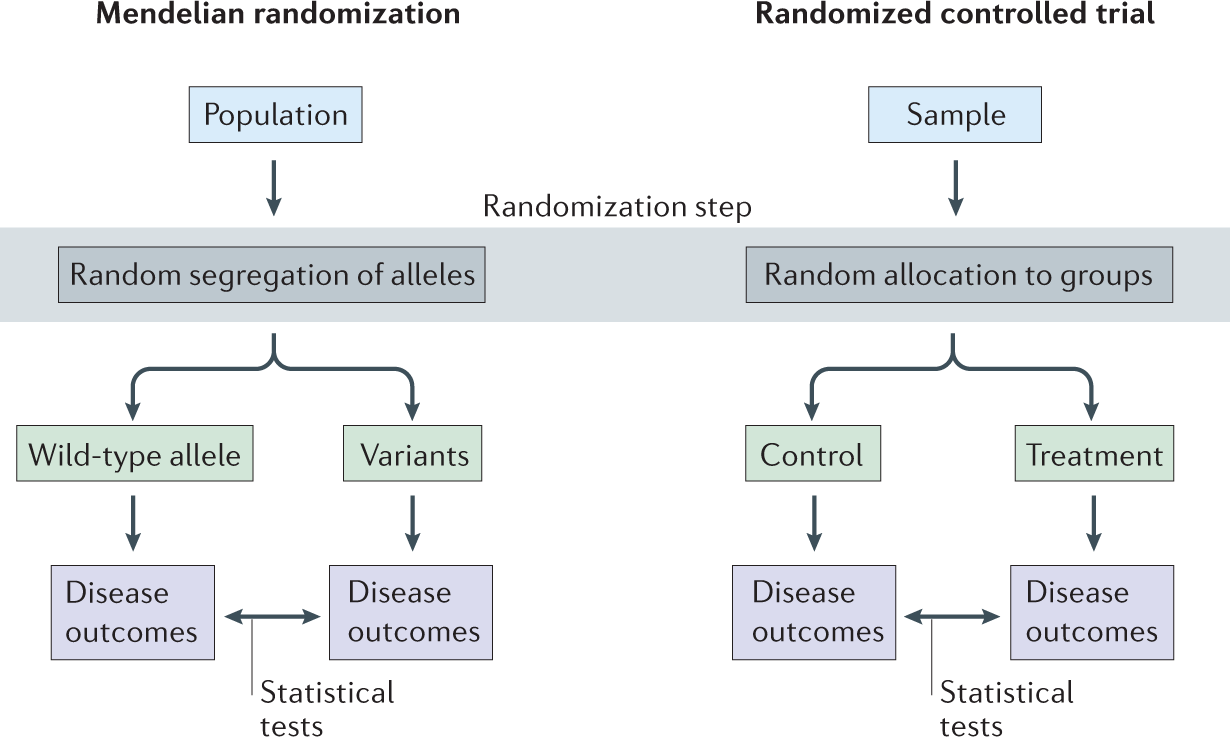 Mendelian randomization
Randomized controlled trial
Population
Sample
Randomization step
Random segregation of alleles
Random allocation to groups
Wild-type allele
Variants
Control
Treatment
Disease
outcomes
Disease
outcomes
Disease
outcomes
Disease
outcomes
Statistical
tests
Statistical
tests